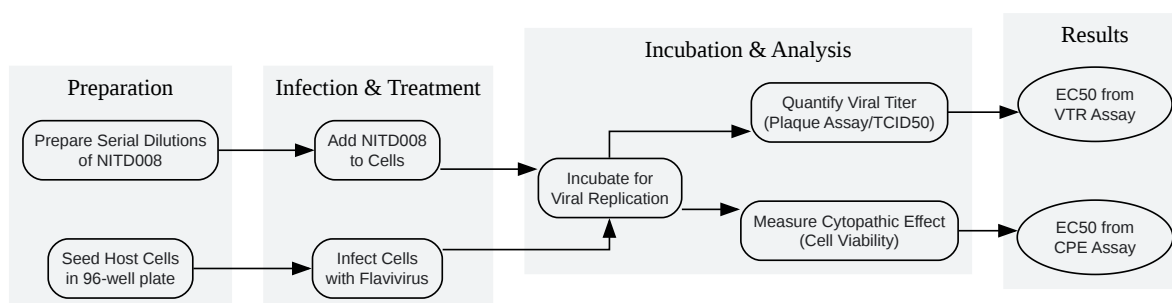 Preparation
Prepare Serial Dilutions
of NITD008
Seed Host Cells
in 96-well plate
Infection & Treatment
Add NITD008
to Cells
Infect Cells
with Flavivirus
Incubation & Analysis
Incubate for
Viral Replication
Quantify Viral Titer
(Plaque Assay/TCID50)
Measure Cytopathic Effect
(Cell Viability)
Results
EC50 from
VTR Assay
EC50 from
CPE Assay